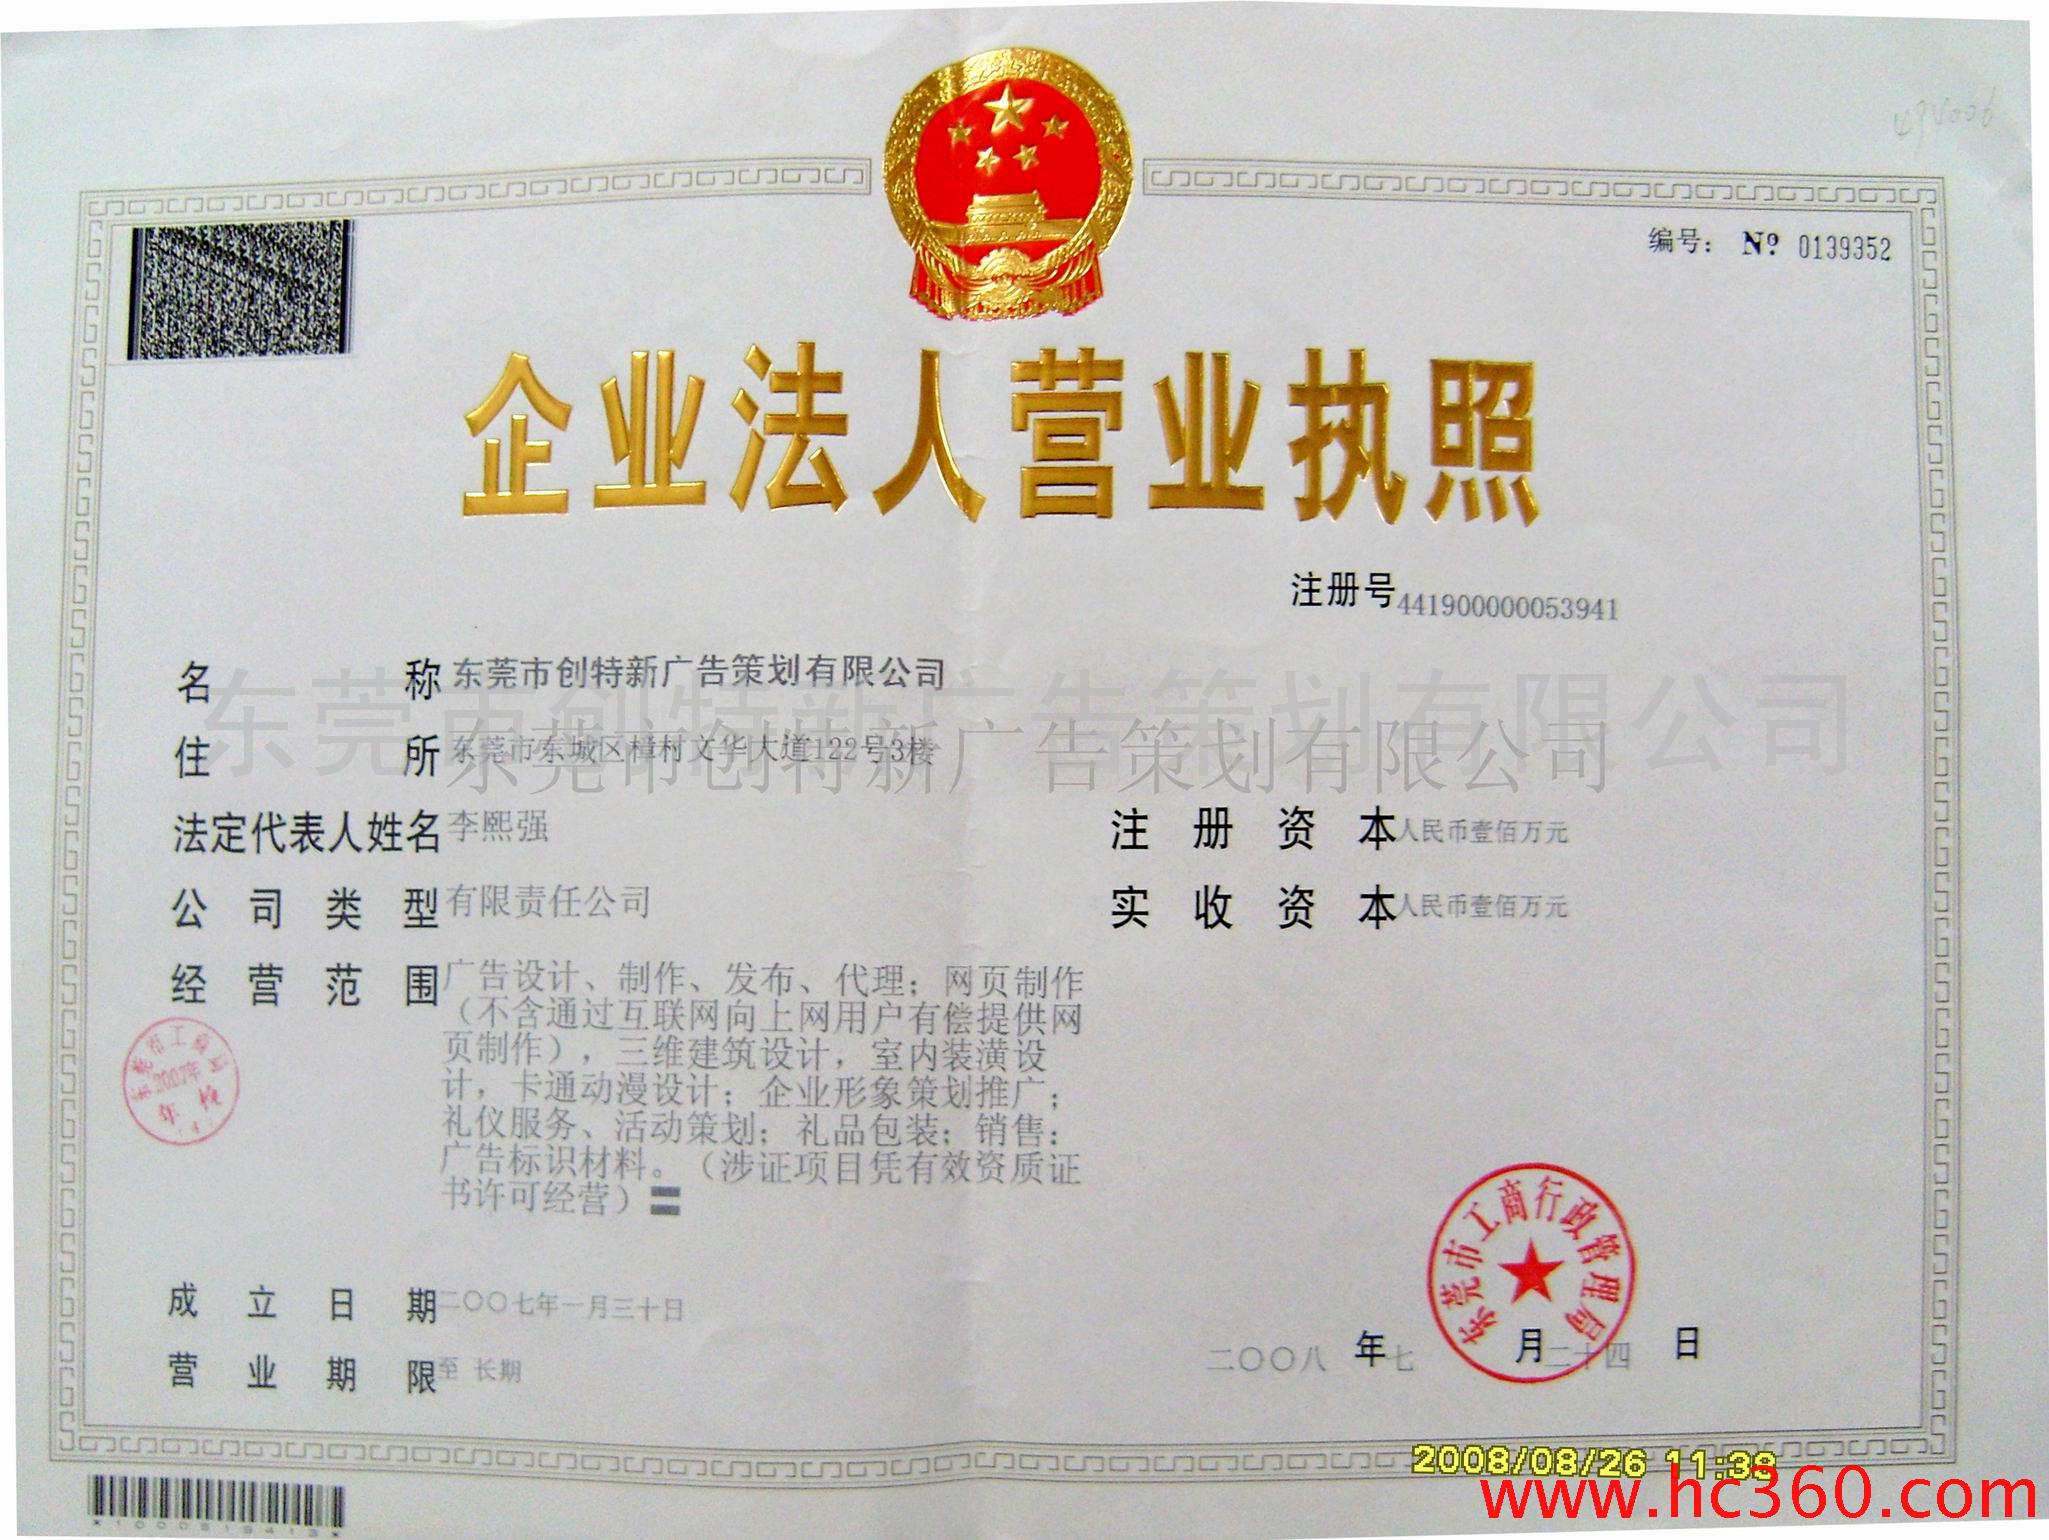 编号： Nº 0139352
企业法人营业执照
注册号 441900000053941
名称 东莞市创特新广告策划有限公司
东莞市创特新广告策划有限公司
住所 东莞市东城区樟村文华大道122号3楼
东莞市创特新广告策划有限公司
法定代表人姓名 李熙强
注册资本 人民币壹佰万元
公司类型 有限责任公司
实收资本 人民币壹佰万元
经营范围 广告设计、制作、发布、代理；网页制作
（不含通过互联网向上网用户有偿提供网
页制作），三维建筑设计，室内装潢设
计，卡通动漫设计；企业形象策划推广；
礼仪服务、活动策划；礼品包装；销售：
广告标识材料。（涉证项目凭有效资质证
书许可经营）
东莞市工商局
2007年
年检
东莞市工商行政管理局
成立日期 二〇〇七年一月三十日
营业期限 至 长期
二〇〇八年七月二十四日
2008/08/26 11:38
www.hc360.com